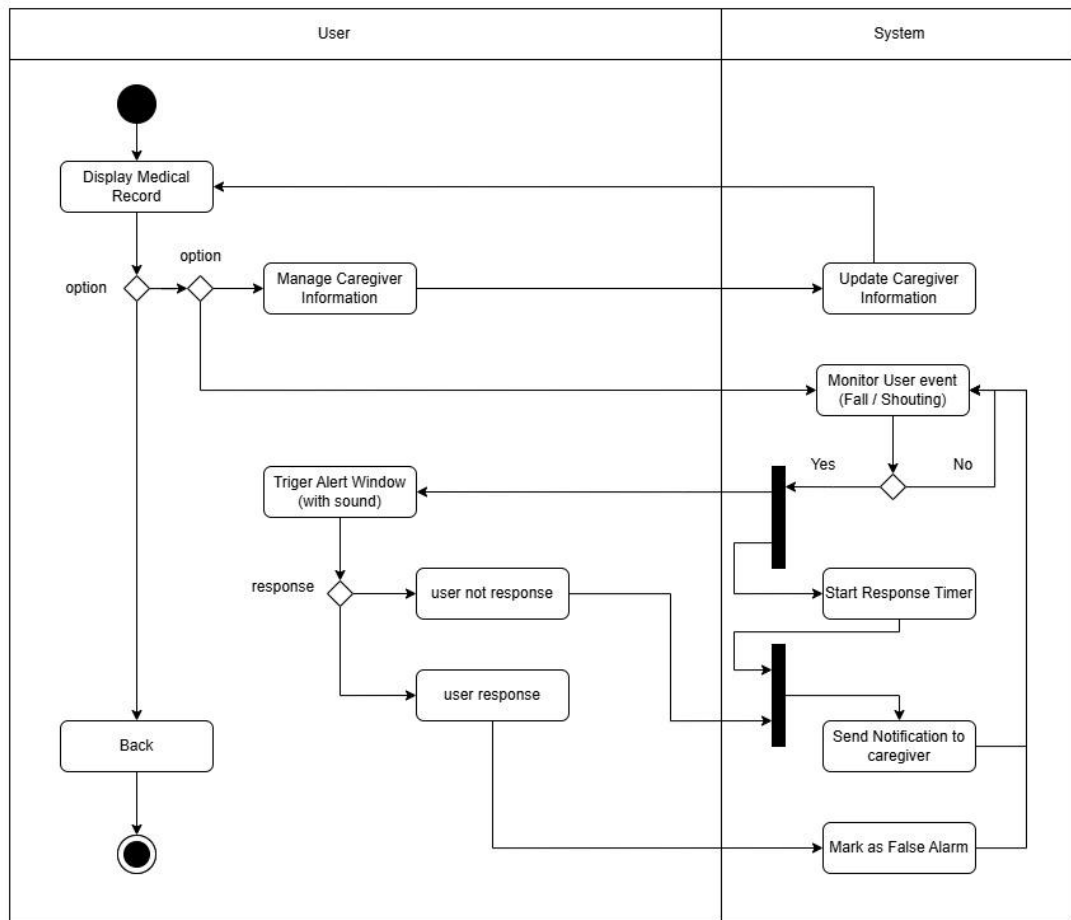 User
System
Display Medical
Record
option
option
Manage Caregiver
Information
Update Caregiver
Information
Monitor User event
(Fall / Shouting)
Yes
No
Triger Alert Window
(with sound)
response
user not response
Start Response Timer
user response
Back
Send Notification to
caregiver
Mark as False Alarm